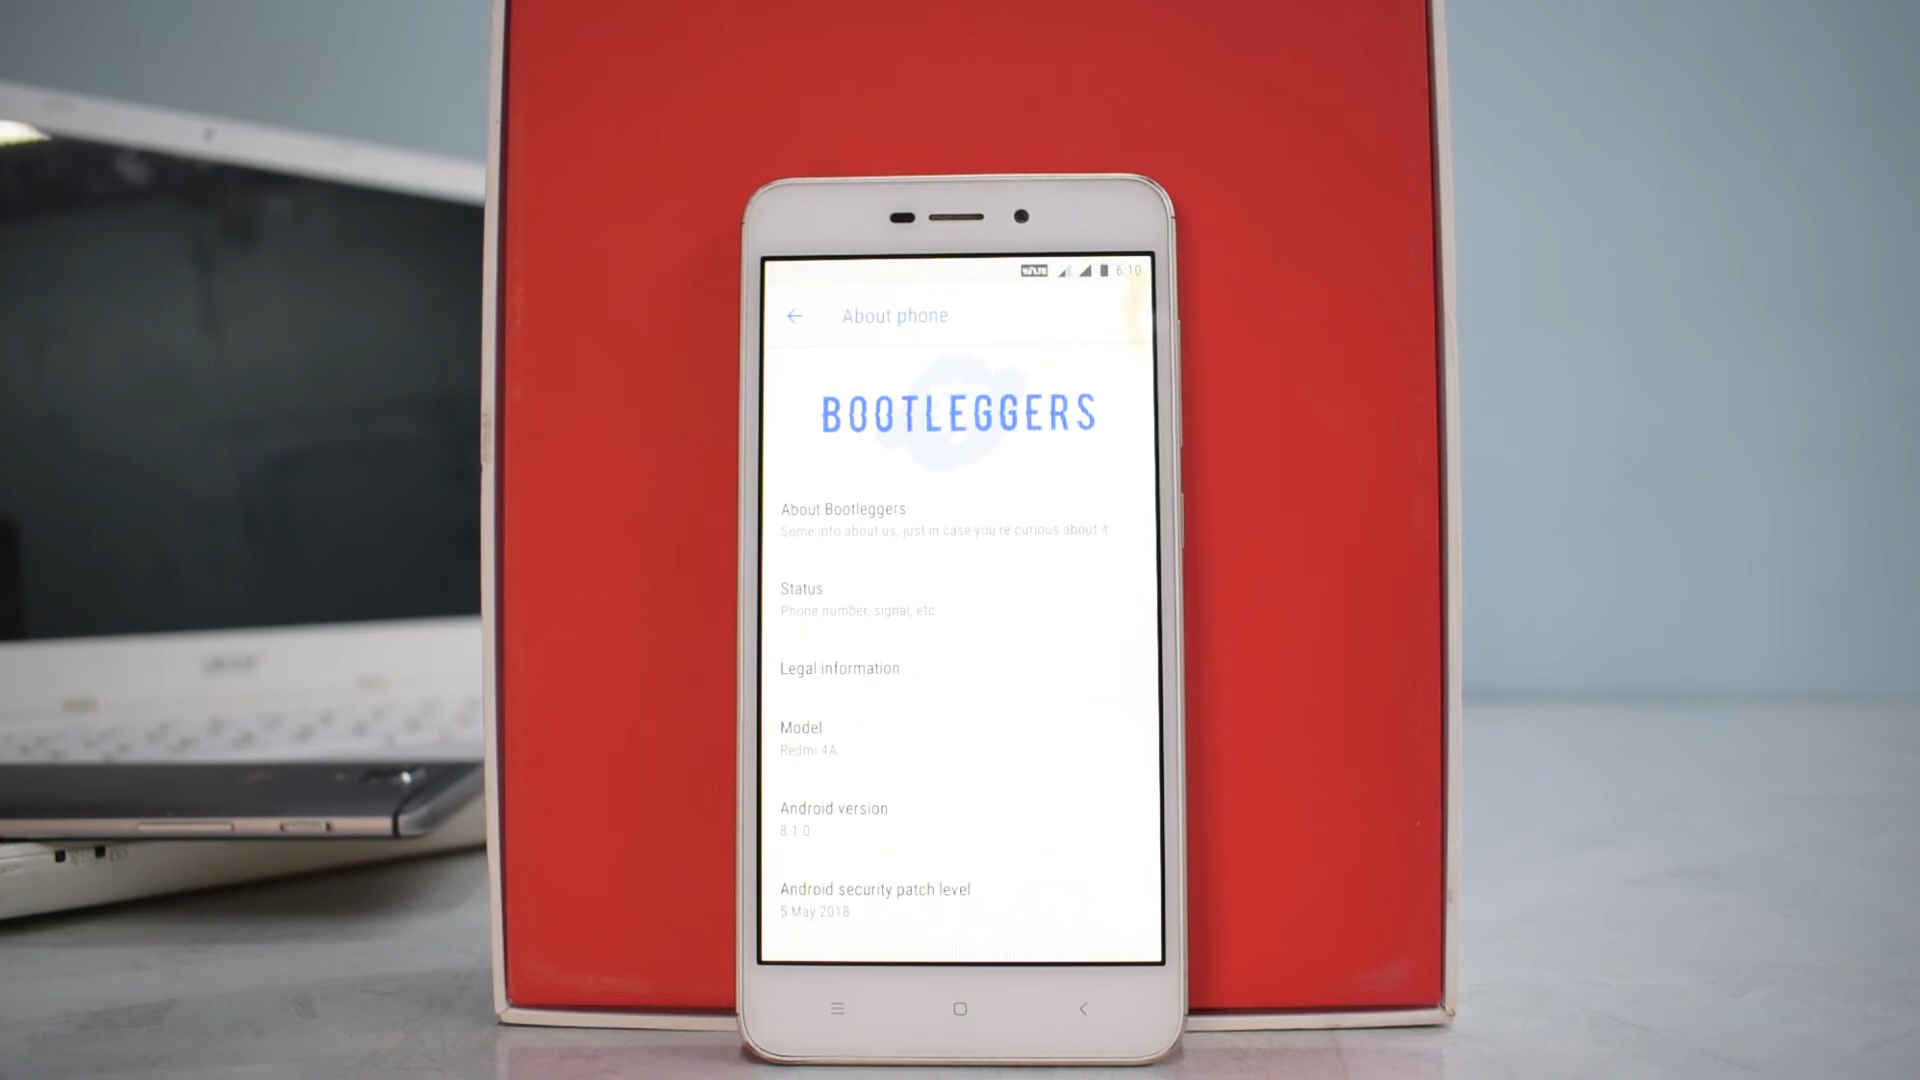 VoLTE 6:10
About phone
BOOTLEGGERS
About Bootleggers
Some info about us, just in case you're curious about it
Status
Phone number, signal, etc
Legal information
Model
Redmi 4A
Android version
8.1.0
Android security patch level
5 May 2018
acer